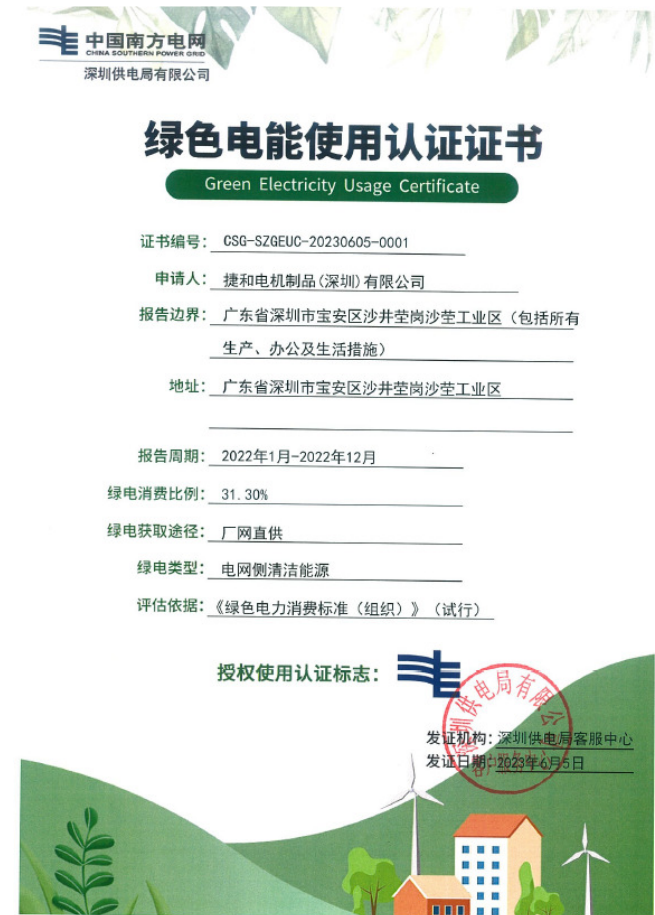 中国南方电网
CHINA SOUTHERN POWER GRID
深圳供电局有限公司
绿色电能使用认证证书
Green Electricity Usage Certificate
证书编号: CSG-SZGEUC-20230605-0001
申请人: 捷和电机制品(深圳)有限公司
报告边界: 广东省深圳市宝安区沙井茔岗沙茔工业区（包括所有
生产、办公及生活措施）
地址: 广东省深圳市宝安区沙井茔岗沙茔工业区
报告周期: 2022年1月-2022年12月
绿电消费比例: 31.30%
绿电获取途径: 厂网直供
绿电类型: 电网侧清洁能源
评估依据: 《绿色电力消费标准（组织）》（试行）
授权使用认证标志:
深圳供电局有限公司
发证机构: 深圳供电局客服中心
发证日期: 2023年6月5日